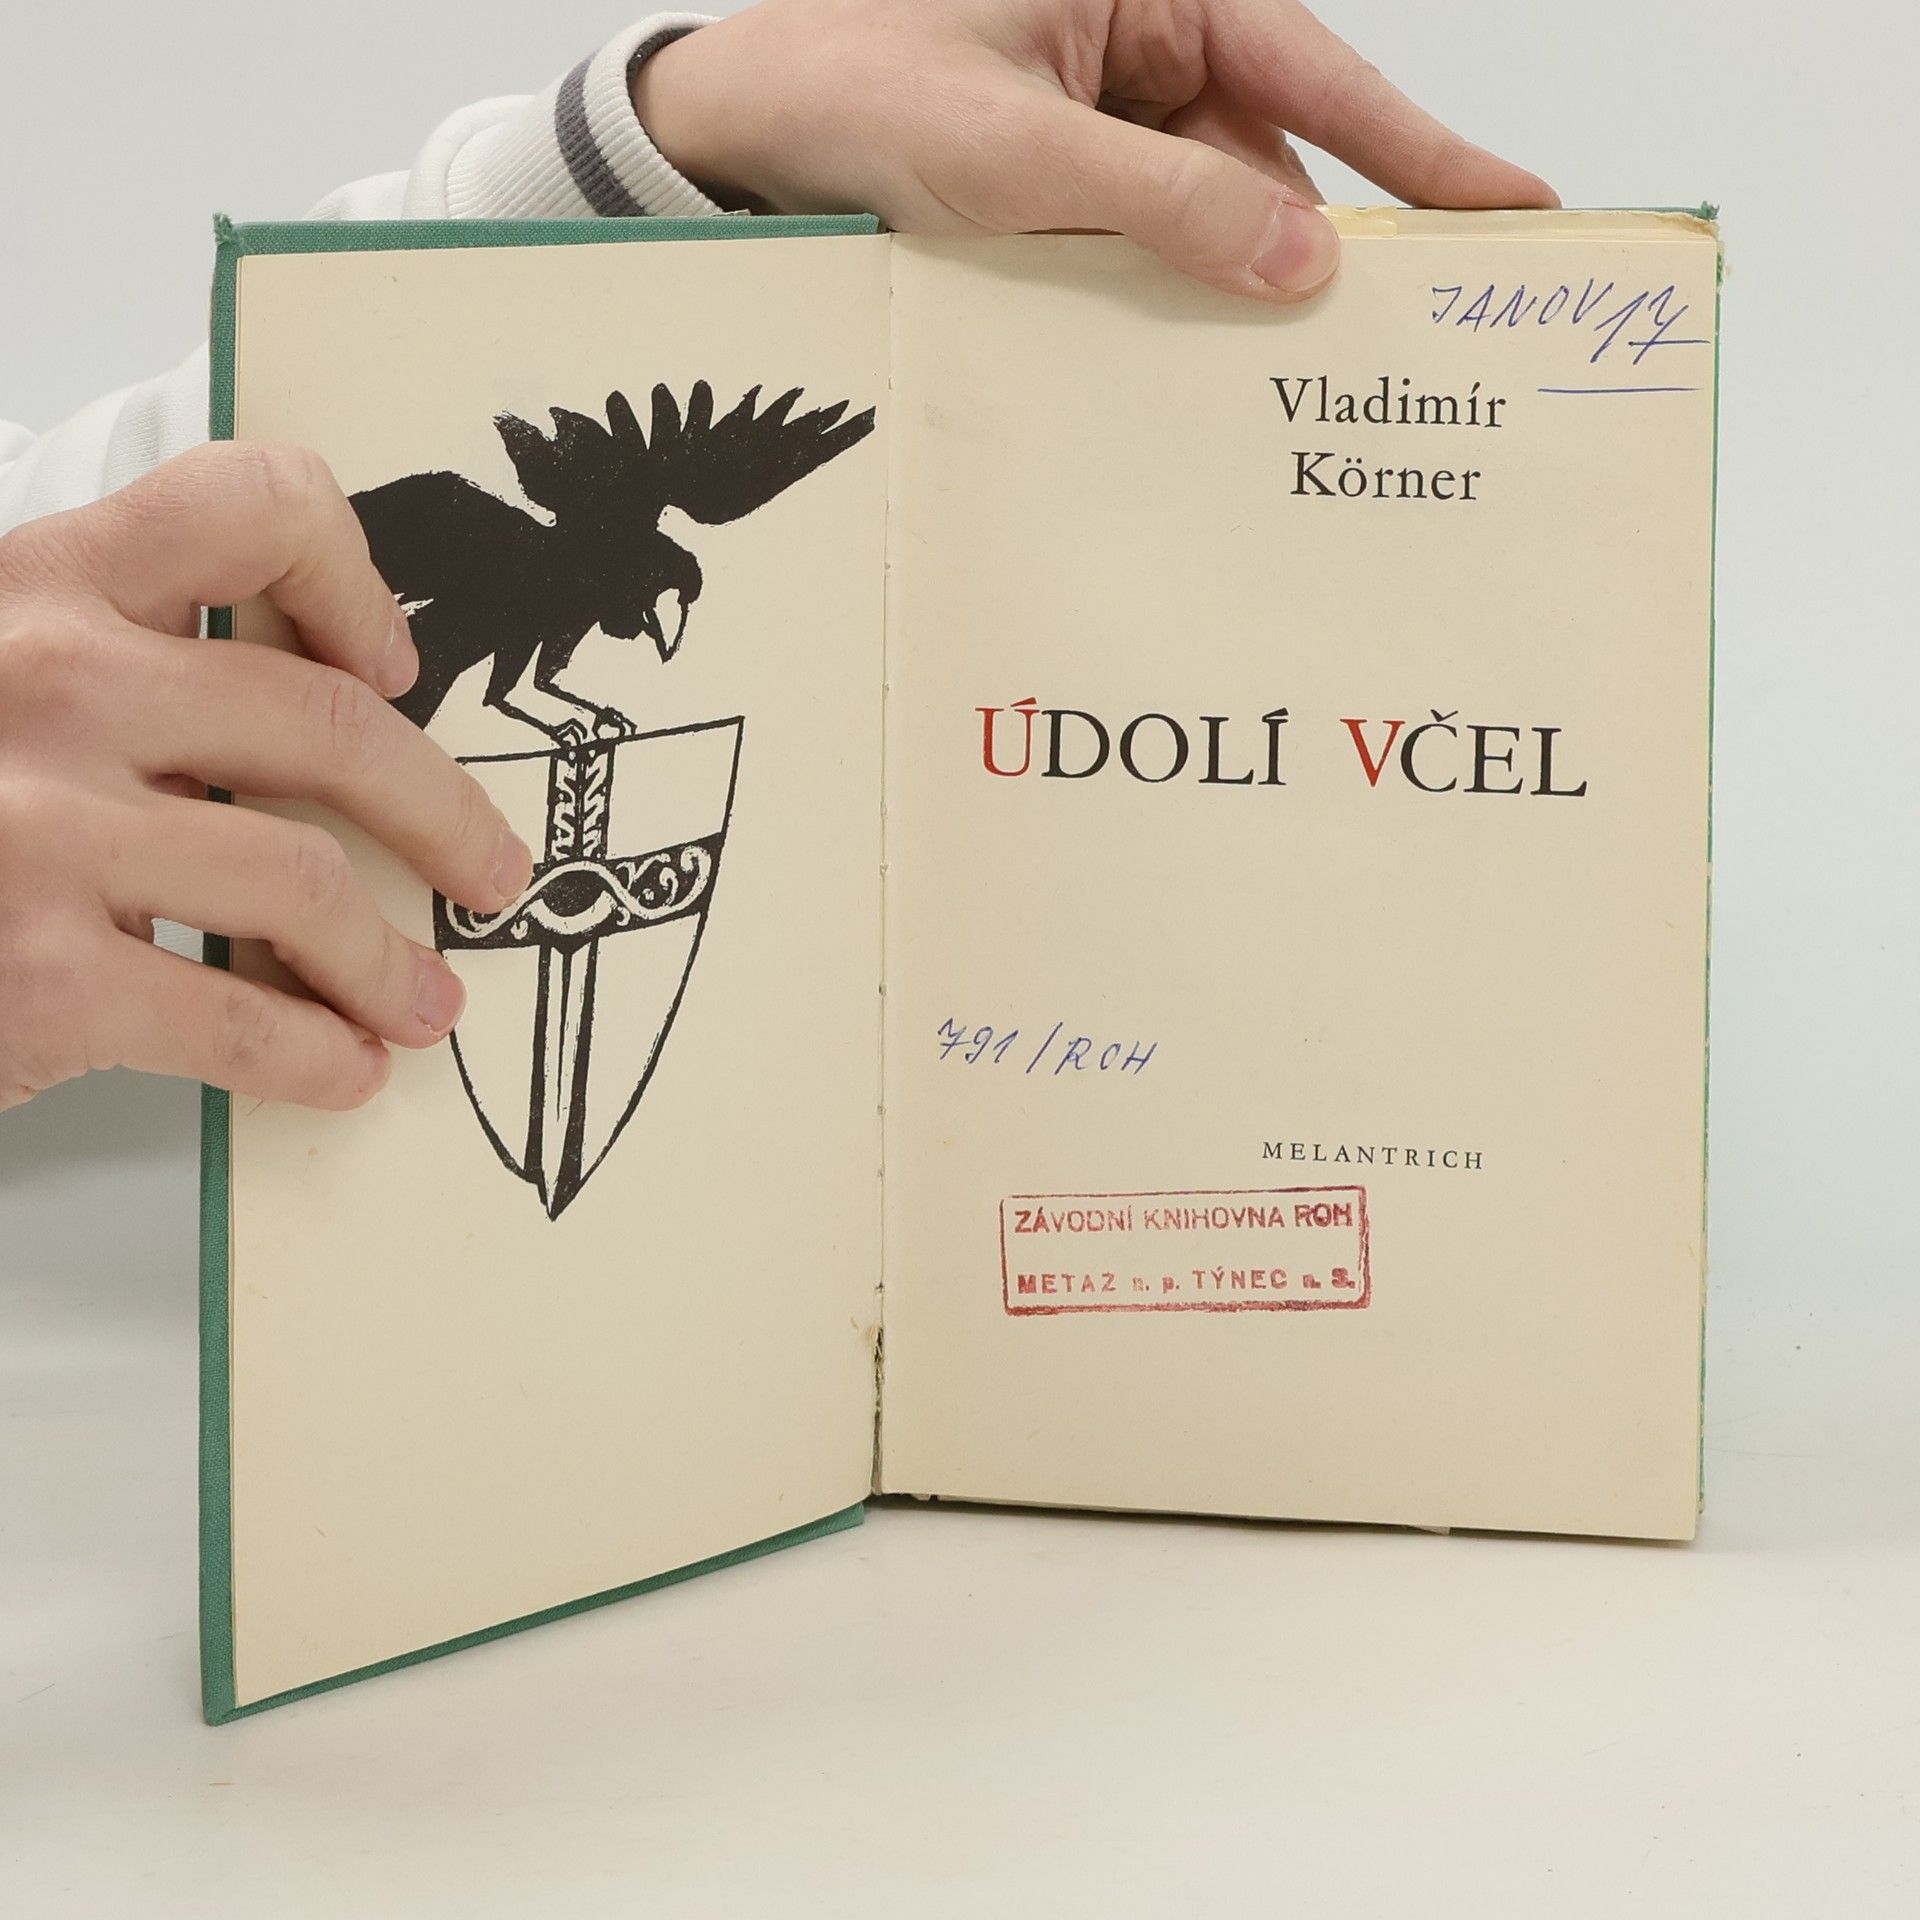 JANOV 17
Vladimír
Körner
ÚDOLÍ VČEL
791/ROH
MELANTRICH
ZÁVODNÍ KNIHOVNA ROH
METAZ n. p. TÝNEC n. S.